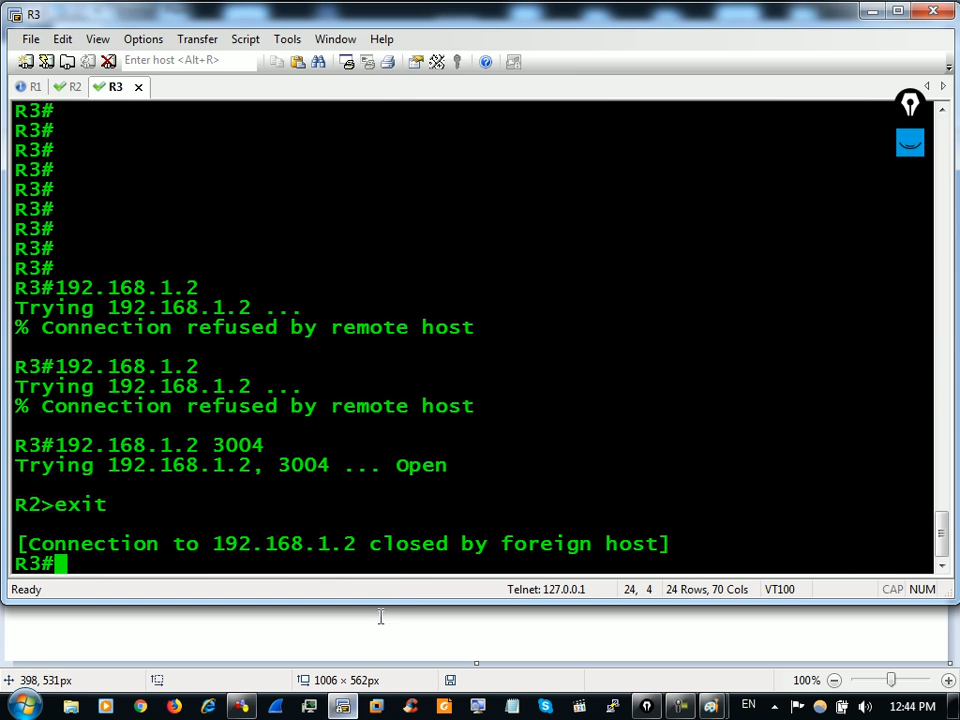 R3
File Edit View Options Transfer Script Tools Window Help
Enter host <Alt+R>
R1 R2 R3
R3#
R3#
R3#
R3#
R3#
R3#
R3#
R3#
R3#
R3#192.168.1.2
Trying 192.168.1.2 ...
% Connection refused by remote host
R3#192.168.1.2
Trying 192.168.1.2 ...
% Connection refused by remote host
R3#192.168.1.2 3004
Trying 192.168.1.2, 3004 ... Open
R2>exit
[Connection to 192.168.1.2 closed by foreign host]
R3#
Ready Telnet: 127.0.0.1 24, 4 24 Rows, 70 Cols VT100 CAP NUM
398, 531px 1006 × 562px 100%
EN 12:44 PM